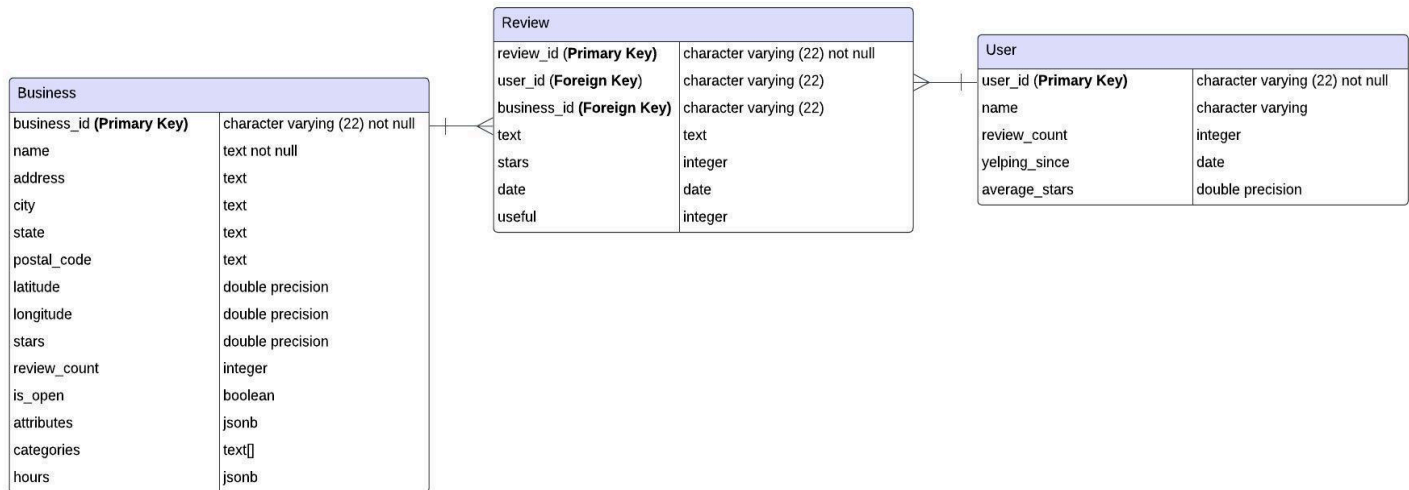 Business
business_id (Primary Key) character varying (22) not null
name text not null
address text
city text
state text
postal_code text
latitude double precision
longitude double precision
stars double precision
review_count integer
is_open boolean
attributes jsonb
categories text[]
hours jsonb
Review
review_id (Primary Key) character varying (22) not null
user_id (Foreign Key) character varying (22)
business_id (Foreign Key) character varying (22)
text text
stars integer
date date
useful integer
User
user_id (Primary Key) character varying (22) not null
name character varying
review_count integer
yelping_since date
average_stars double precision